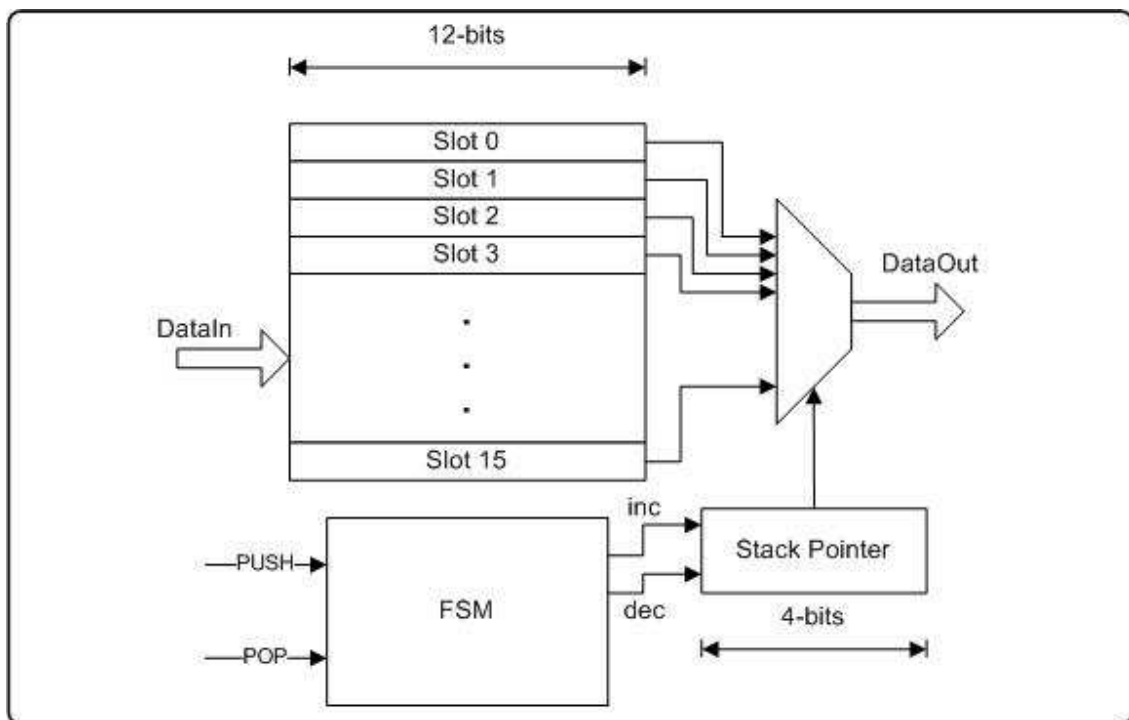 12-bits
Slot 0
Slot 1
Slot 2
Slot 3
DataOut
DataIn
Slot 15
inc
PUSH
Stack Pointer
FSM
dec
4-bits
POP